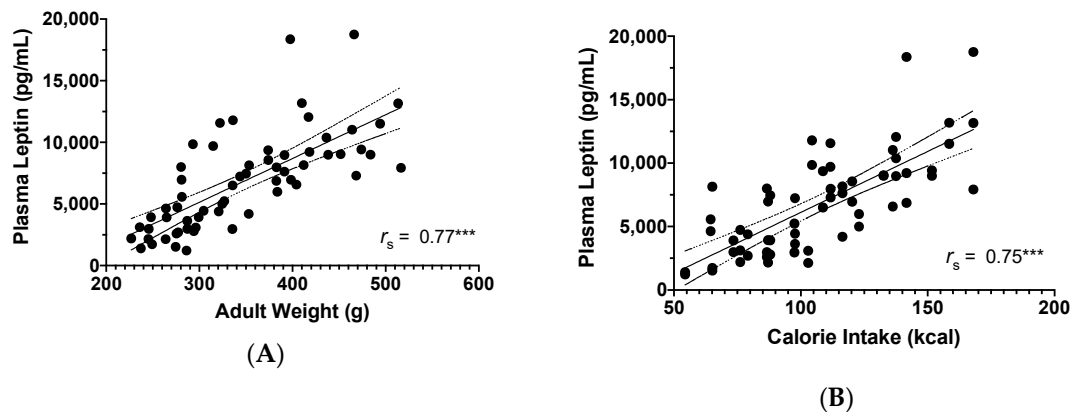 20,000
15,000
10,000
5,000
0
Plasma Leptin (pg/mL)
rs = 0.77***
200 300 400 500 600
Adult Weight (g)
(A)
20,000
15,000
10,000
5,000
0
Plasma Leptin (pg/mL)
rs = 0.75***
50 100 150 200
Calorie Intake (kcal)
(B)